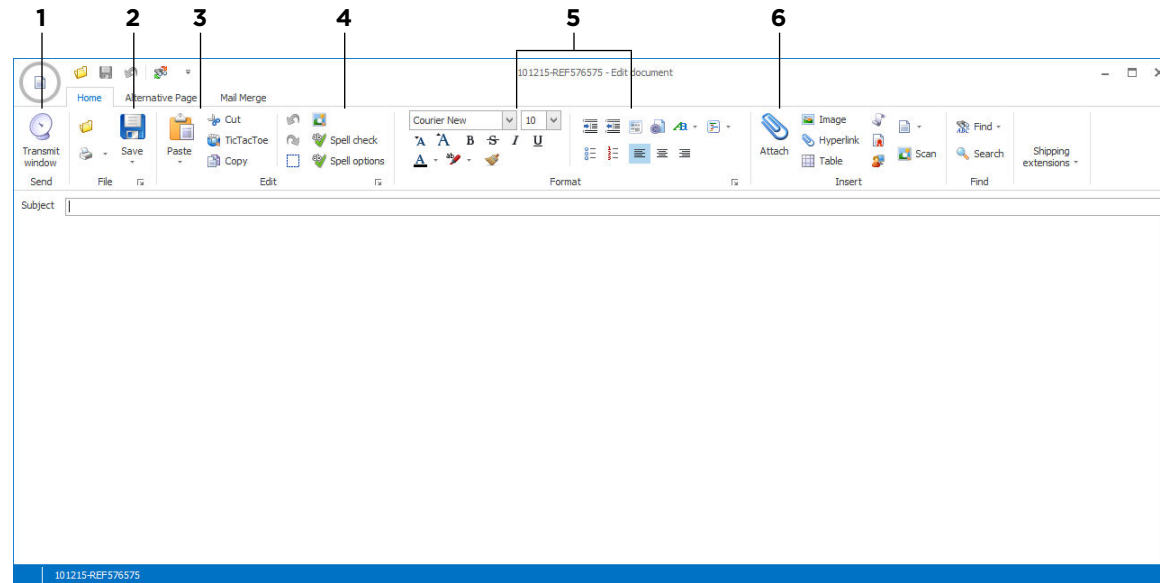 1 2 3 4 5 6
101215-REF576575 - Edit document
Home Alternative Page Mail Merge
Cut Courier New 10 Image
Transmit window Save Paste TicTacToe Spell check A A B S I U Attach Hyperlink Find
Copy Spell options A Table Scan Search Shipping extensions
Send File Edit Format Insert Find
Subject
101215-REF576575